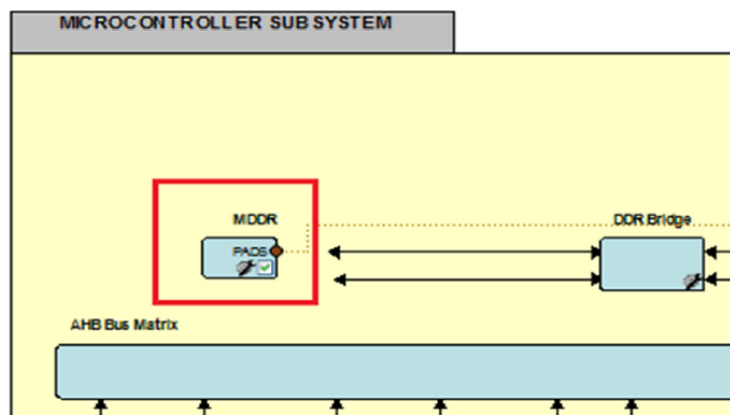 MICROCONTROLLER SUBSYSTEM
MDDR
DDR Bridge
PADS
AHB Bus Matrix